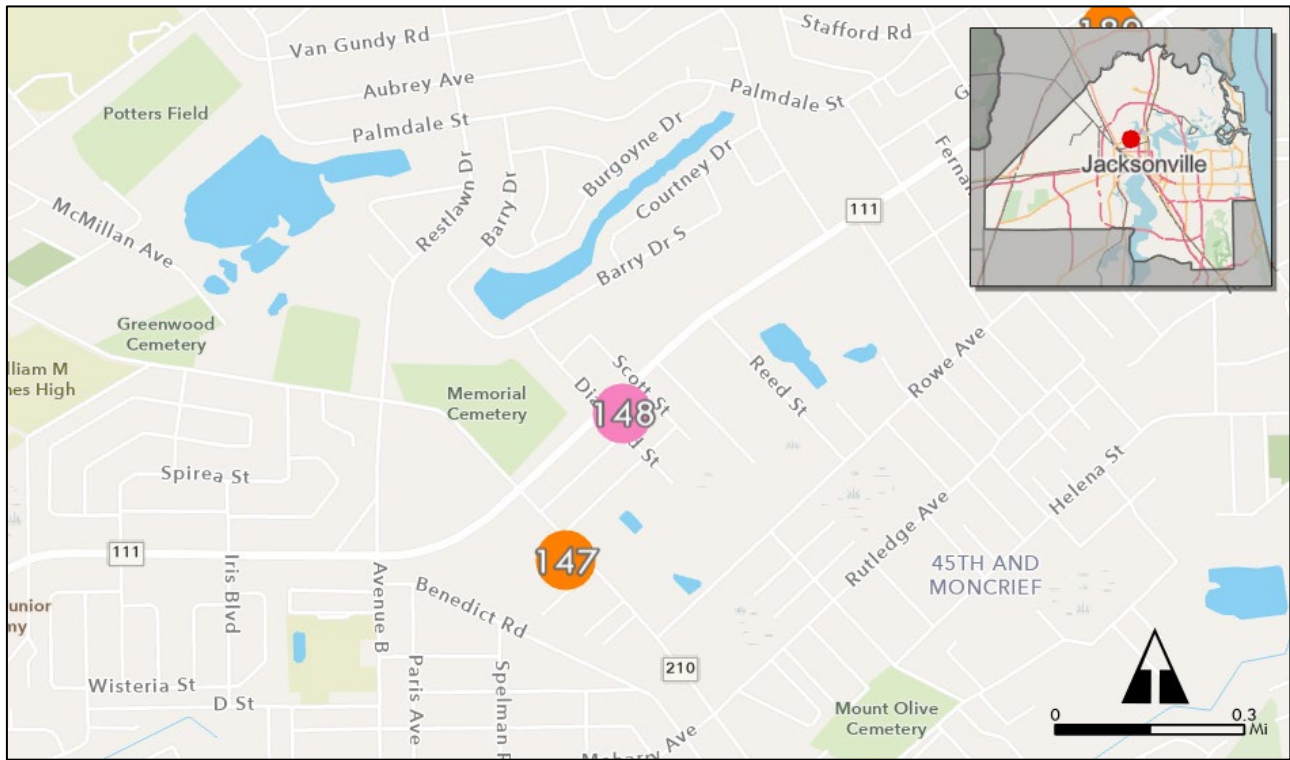 Van Gundy Rd
Stafford Rd
Aubrey Ave
Palmdale St
Potters Field
Palmdale St
Burgoyne Dr
Courtney Dr
Jacksonville
McMillan Ave
Restlawn Dr
Barry Dr
111
Barry Dr S
Greenwood
Cemetery
Rowe Ave
Reed St
Scott St
Memorial
Cemetery
148
Spirea St
Helena St
Rutledge Ave
111
147
45TH AND
MONCRIEF
Iris Blvd
Avenue B
Benedict Rd
Paris Ave
210
Wisteria St
D St
Mount Olive
Cemetery
0
0.3
Mi